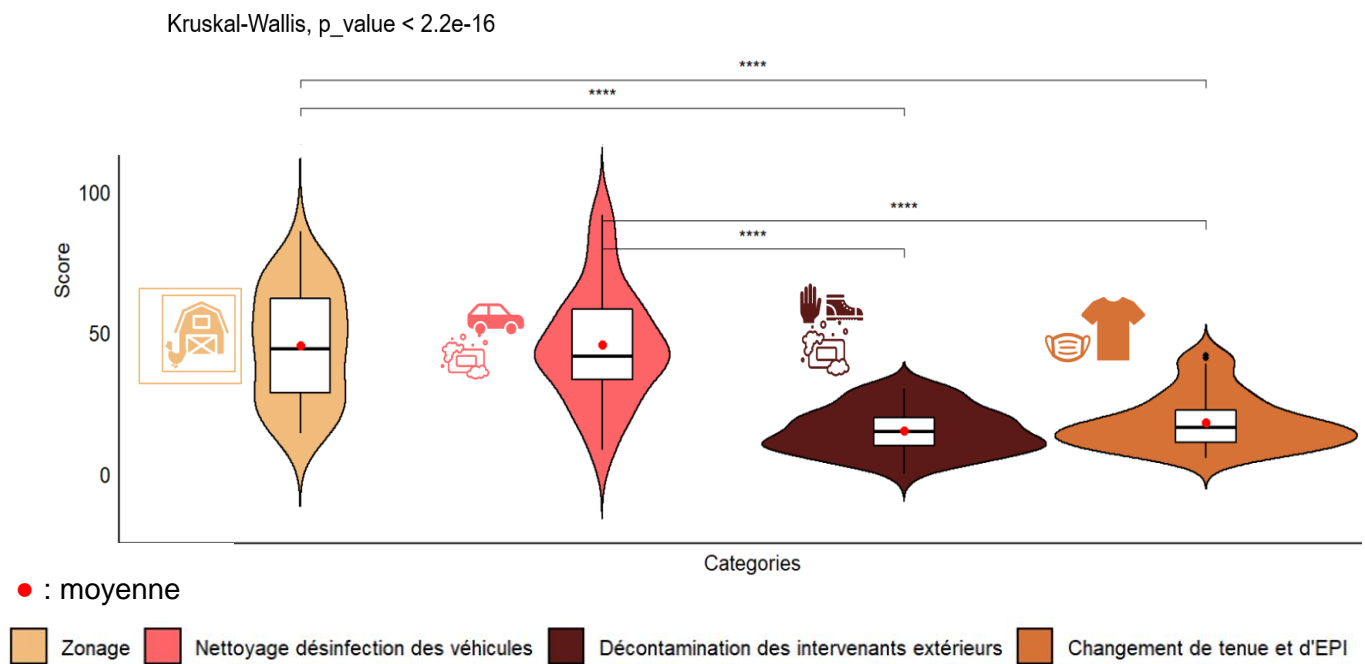 Kruskal-Wallis, p_value < 2.2e-16
****
****
****
****
100
50
0
Score
Categories
: moyenne
Zonage
Nettoyage désinfection des véhicules
Décontamination des intervenants extérieurs
Changement de tenue et d'EPI